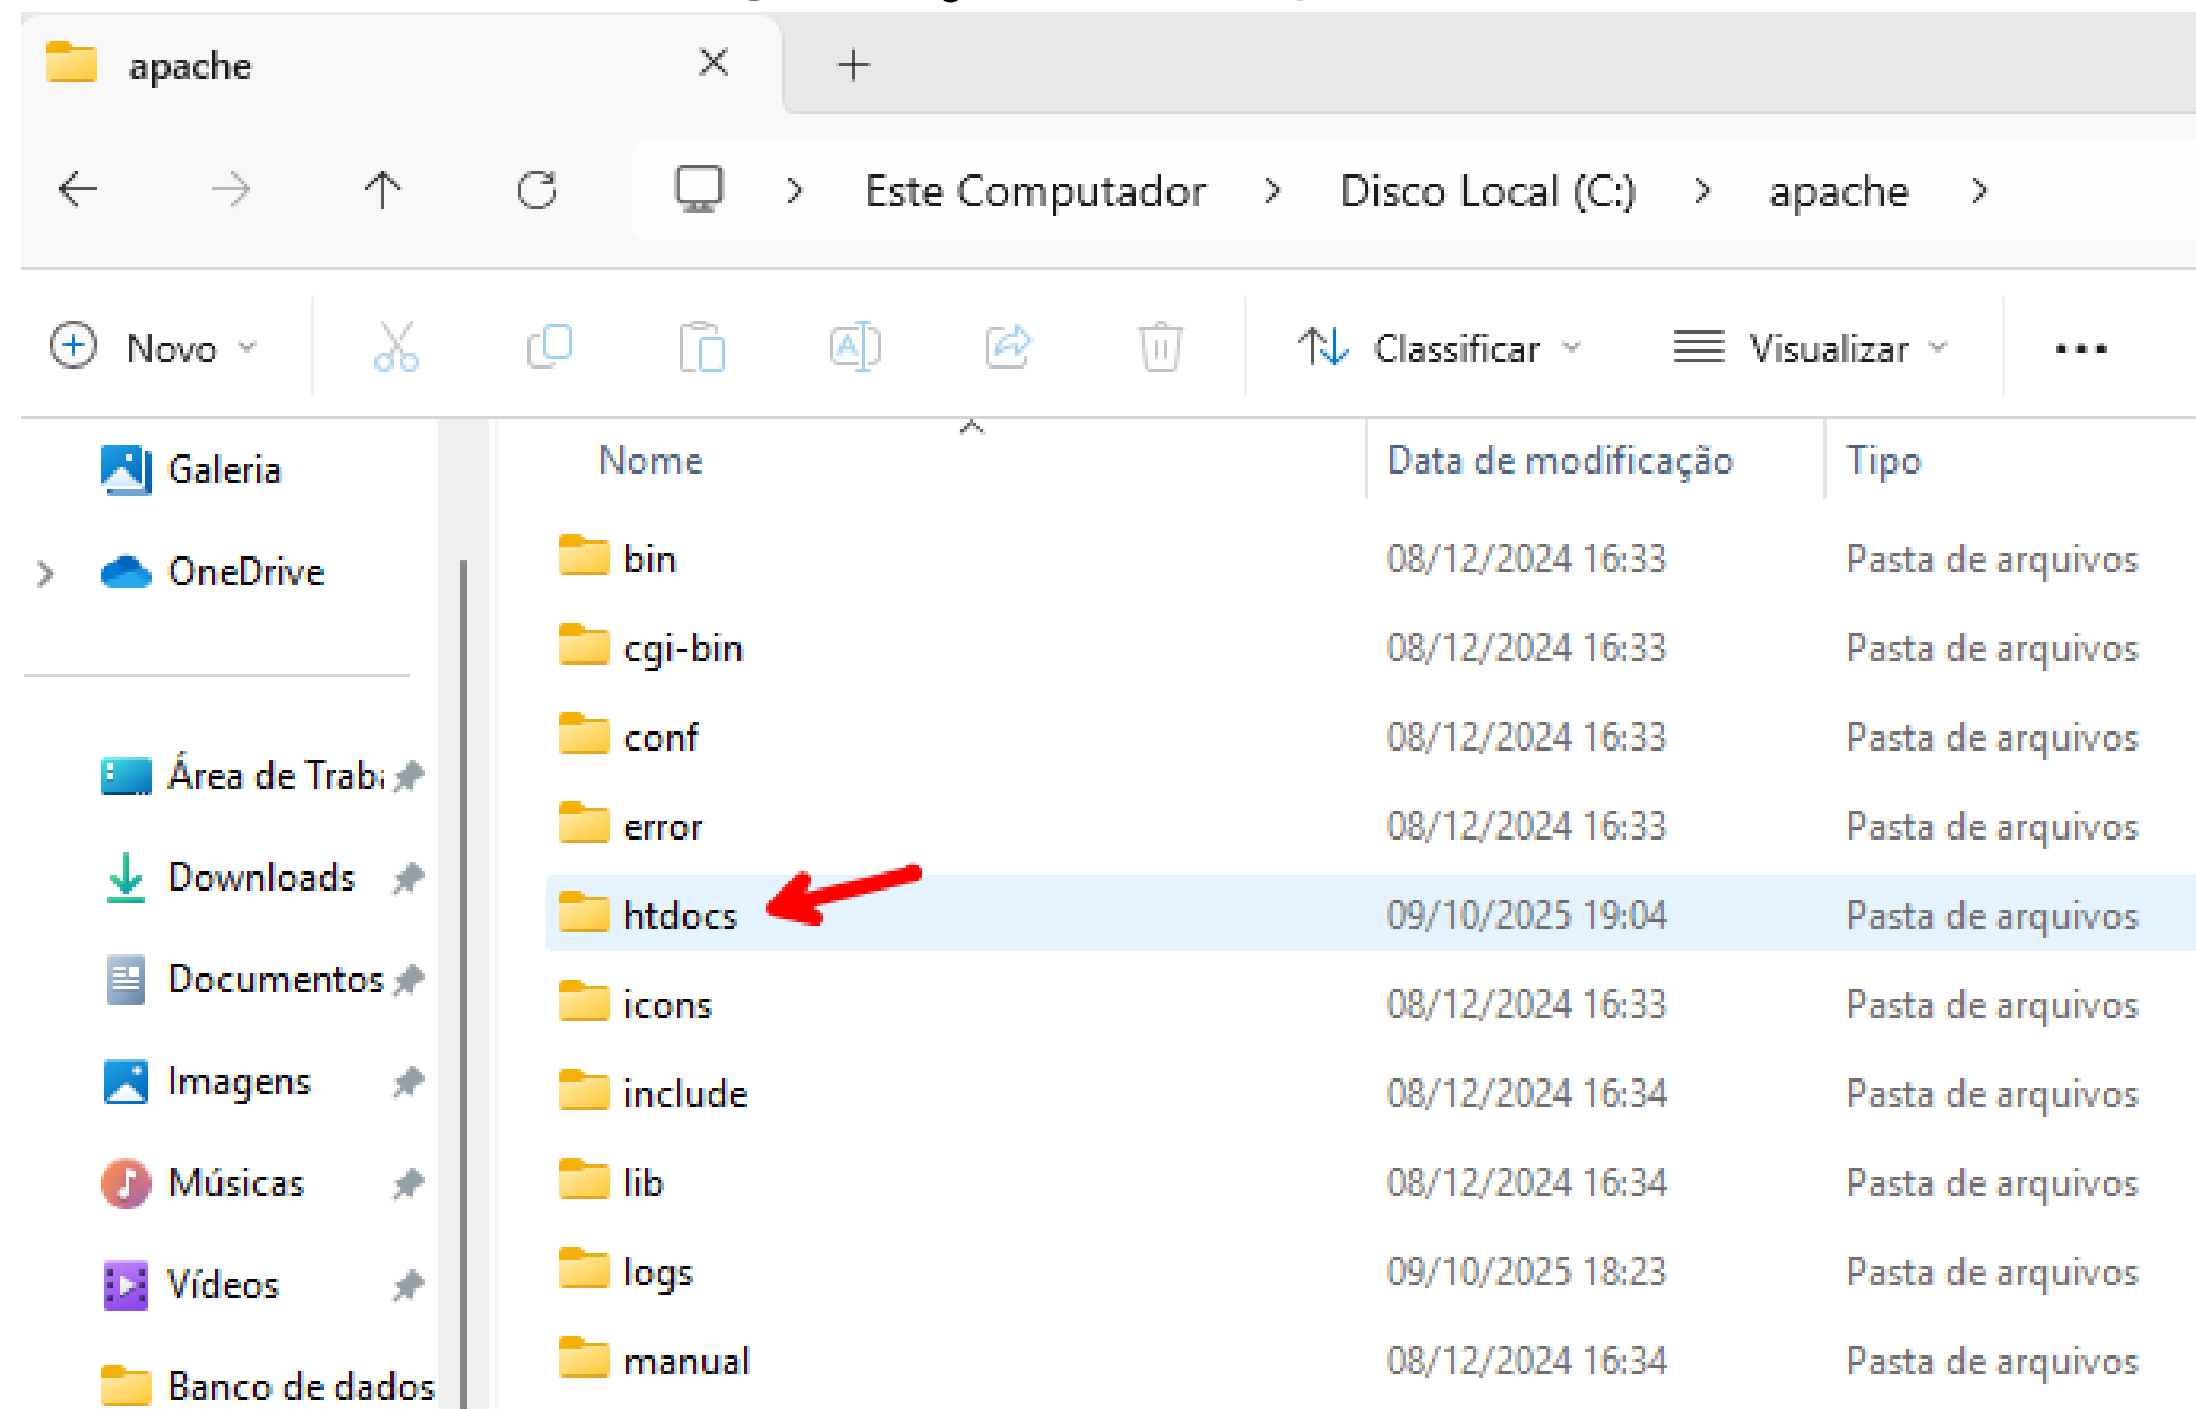 apache
Este Computador > Disco Local (C:) > apache >
Novo
Classificar
Visualizar
Galeria
OneDrive
Área de Trab
Downloads
Documentos
Imagens
Músicas
Vídeos
Banco de dados
Nome Data de modificação Tipo
bin 08/12/2024 16:33 Pasta de arquivos
cgi-bin 08/12/2024 16:33 Pasta de arquivos
conf 08/12/2024 16:33 Pasta de arquivos
error 08/12/2024 16:33 Pasta de arquivos
htdocs 09/10/2025 19:04 Pasta de arquivos
icons 08/12/2024 16:33 Pasta de arquivos
include 08/12/2024 16:34 Pasta de arquivos
lib 08/12/2024 16:34 Pasta de arquivos
logs 09/10/2025 18:23 Pasta de arquivos
manual 08/12/2024 16:34 Pasta de arquivos